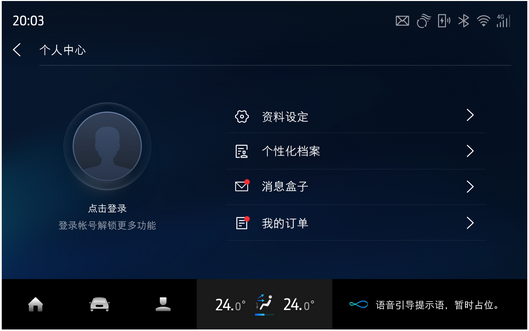 20:03
4G
个人中心
资料设定
个性化档案
消息盒子
我的订单
点击登录
登录帐号解锁更多功能
24.0°
24.0°
语音引导提示语，暂时占位。